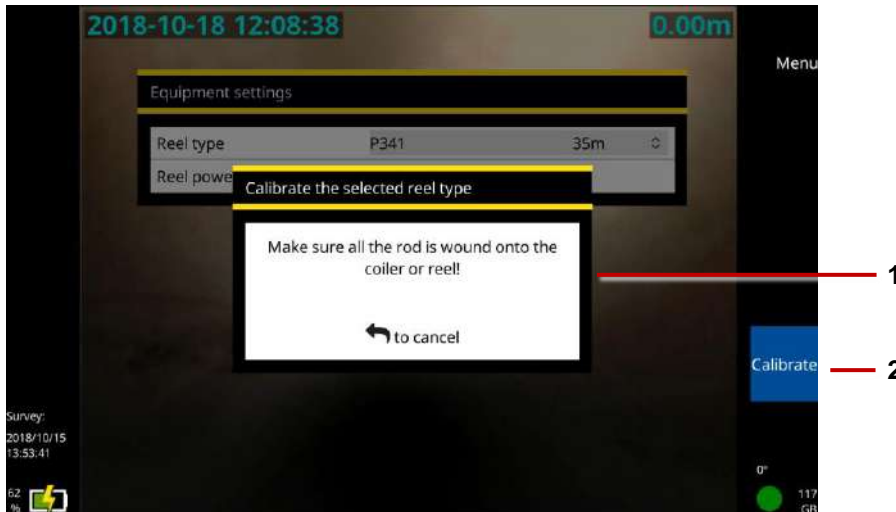 2018-10-18 12:08:38
0.00m
Menu
Equipment settings
Reel type P341 35m
Reel powe
Calibrate the selected reel type
Make sure all the rod is wound onto the
coiler or reel!
to cancel
1
Calibrate
2
Survey:
2018/10/15
13:53:41
62
%
0°
117
GB